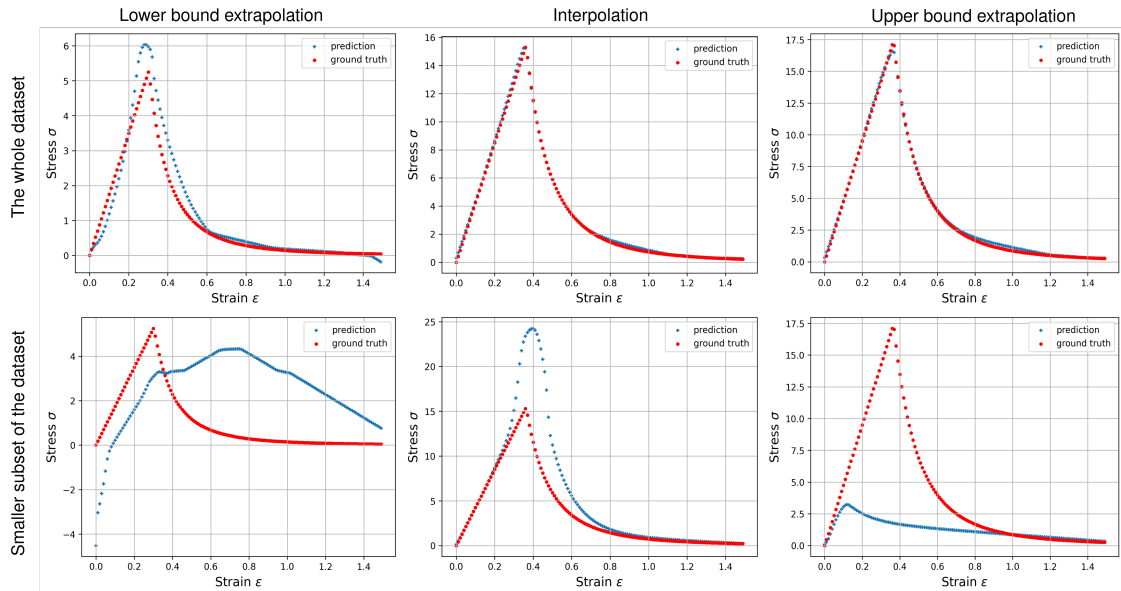 Lower bound extrapolation
Interpolation
Upper bound extrapolation
The whole dataset
Stress σ
6
5
4
3
2
1
0
prediction
ground truth
0.0 0.2 0.4 0.6 0.8 1.0 1.2 1.4
Strain ε
Stress σ
16
14
12
10
8
6
4
2
0
prediction
ground truth
0.0 0.2 0.4 0.6 0.8 1.0 1.2 1.4
Strain ε
Stress σ
17.5
15.0
12.5
10.0
7.5
5.0
2.5
0.0
prediction
ground truth
0.0 0.2 0.4 0.6 0.8 1.0 1.2 1.4
Strain ε
Smaller subset of the dataset
Stress σ
4
2
0
−2
−4
prediction
ground truth
0.0 0.2 0.4 0.6 0.8 1.0 1.2 1.4
Strain ε
Stress σ
25
20
15
10
5
0
prediction
ground truth
0.0 0.2 0.4 0.6 0.8 1.0 1.2 1.4
Strain ε
Stress σ
17.5
15.0
12.5
10.0
7.5
5.0
2.5
0.0
prediction
ground truth
0.0 0.2 0.4 0.6 0.8 1.0 1.2 1.4
Strain ε